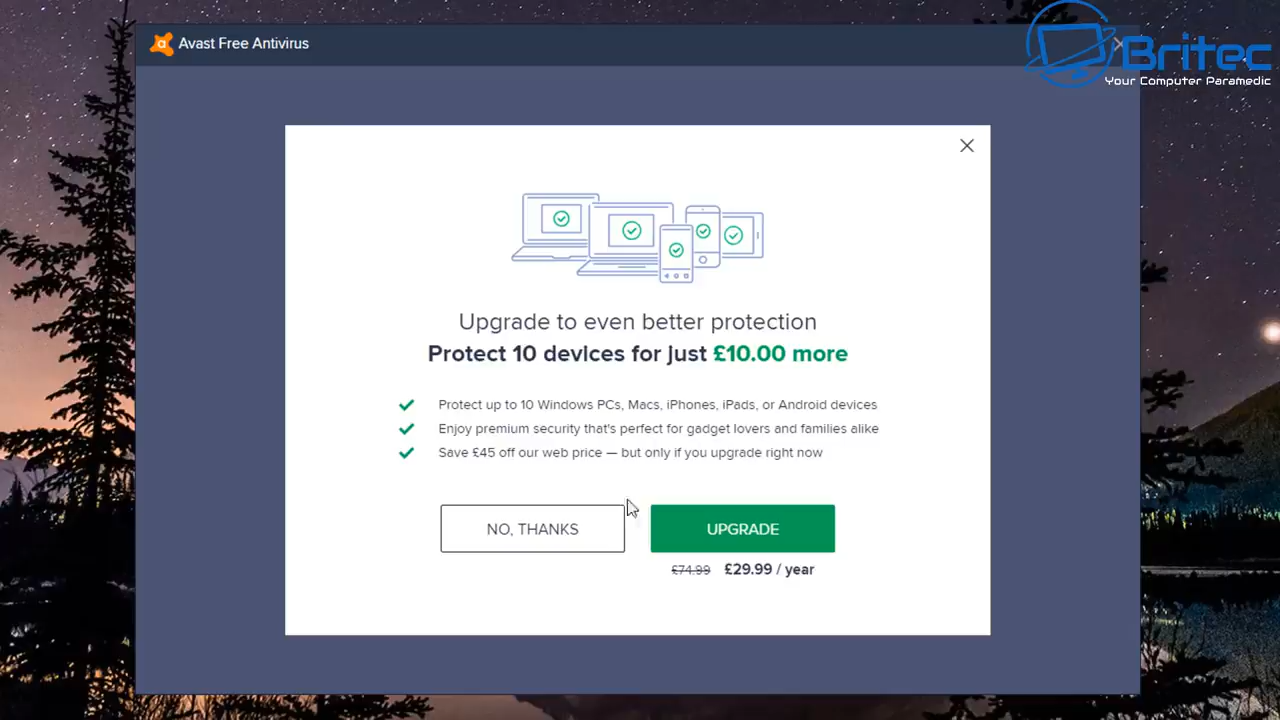 Avast Free Antivirus
Britec
Your Computer Paramedic
Upgrade to even better protection
Protect 10 devices for just £10.00 more
Protect up to 10 Windows PCs, Macs, iPhones, iPads, or Android devices
Enjoy premium security that's perfect for gadget lovers and families alike
Save £45 off our web price — but only if you upgrade right now
NO, THANKS
UPGRADE
£74.99 £29.99 / year